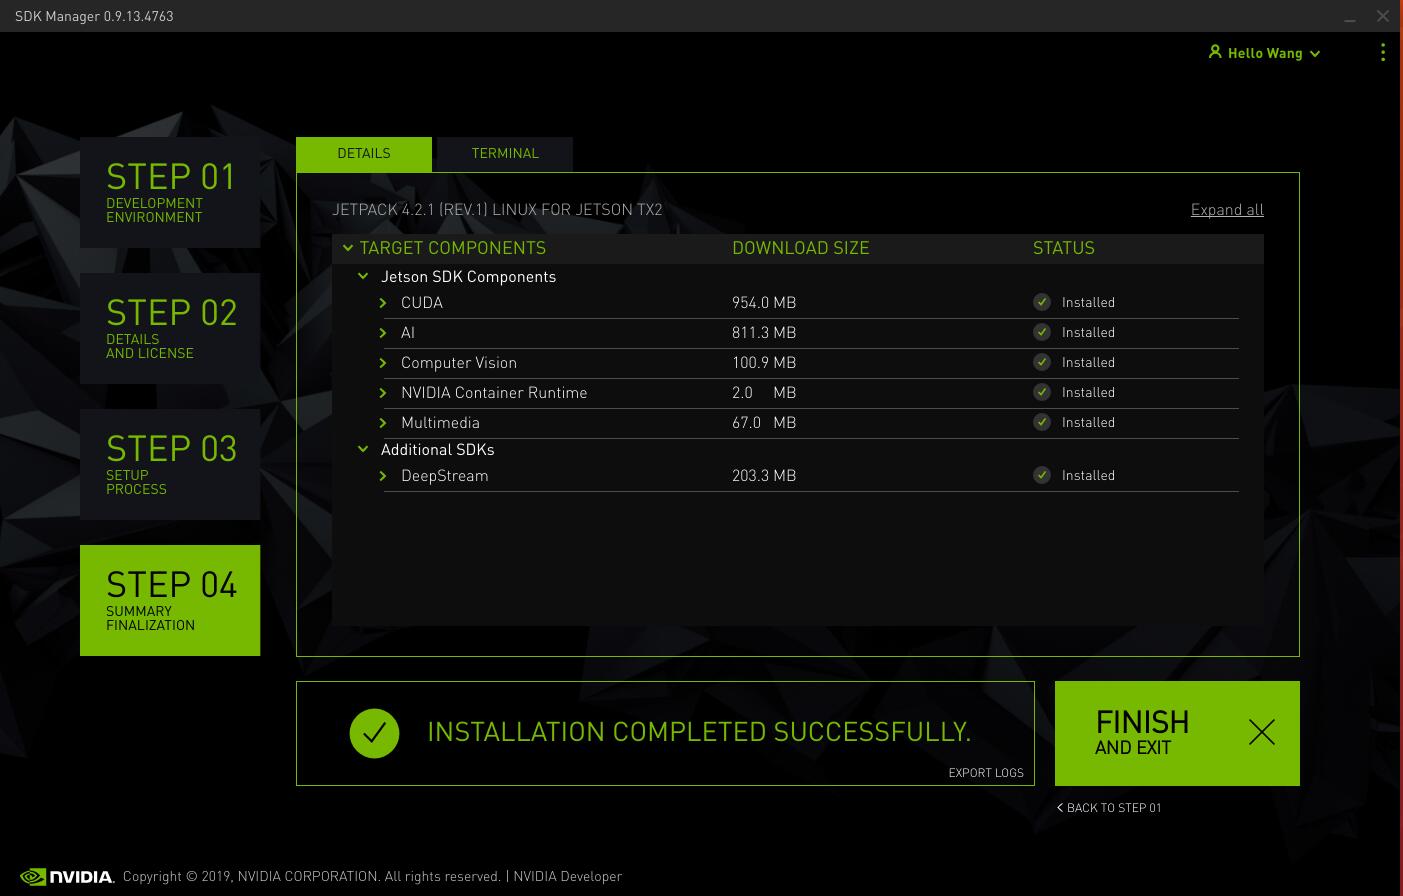 SDK Manager 0.9.13.4763
Hello Wang
STEP 01
DEVELOPMENT
ENVIRONMENT
STEP 02
DETAILS
AND LICENSE
STEP 03
SETUP
PROCESS
STEP 04
SUMMARY
FINALIZATION
DETAILS TERMINAL
JETPACK 4.2.1 (REV.1) LINUX FOR JETSON TX2 Expand all
TARGET COMPONENTS DOWNLOAD SIZE STATUS
Jetson SDK Components
CUDA 954.0 MB Installed
AI 811.3 MB Installed
Computer Vision 100.9 MB Installed
NVIDIA Container Runtime 2.0 MB Installed
Multimedia 67.0 MB Installed
Additional SDKs
DeepStream 203.3 MB Installed
INSTALLATION COMPLETED SUCCESSFULLY.
EXPORT LOGS
FINISH
AND EXIT
BACK TO STEP 01
NVIDIA. Copyright © 2019, NVIDIA CORPORATION. All rights reserved. | NVIDIA Developer